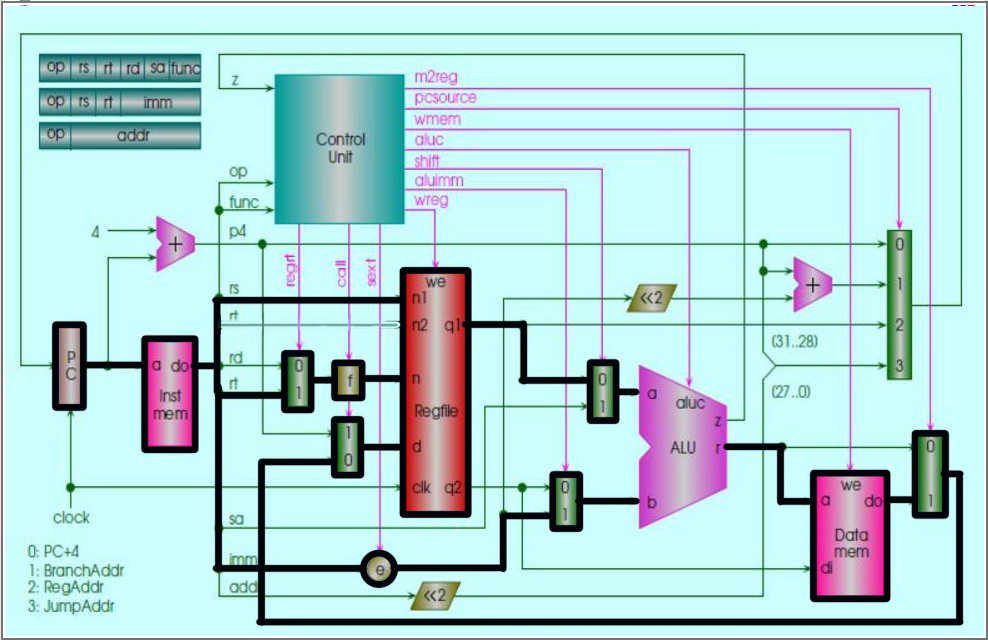 op rs rt rd sa func
op rs rt imm
op addr
z
Control
Unit
m2reg
pcsource
wmem
aluc
shift
aluimm
wreg
op
func
p4
4
+
regrt
call
sext
rs
rt
rd
rt
we
n1
n2
q1
n
Regfile
d
clk
q2
P
C
a do
Inst
mem
0
1
f
1
0
<<2
+
0
1
2
3
(31..28)
(27..0)
0
1
a
aluc
z
ALU
r
b
0
1
we
a do
Data
mem
di
0
1
clock
sa
imm
e
add
<<2
0: PC+4
1: BranchAddr
2: RegAddr
3: JumpAddr